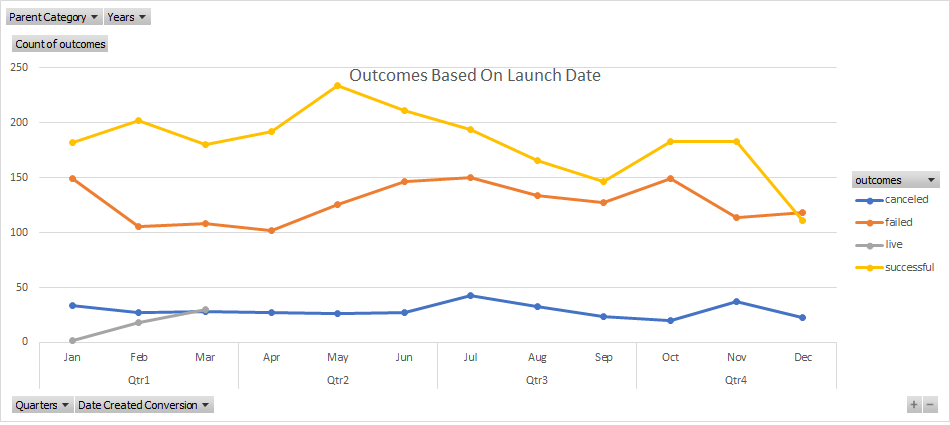 Parent Category Years
Count of outcomes
Outcomes Based On Launch Date
250
200
150
100
50
0
Jan Feb Mar Apr May Jun Jul Aug Sep Oct Nov Dec
Qtr1 Qtr2 Qtr3 Qtr4
outcomes
canceled
failed
live
successful
Quarters Date Created Conversion
+ −